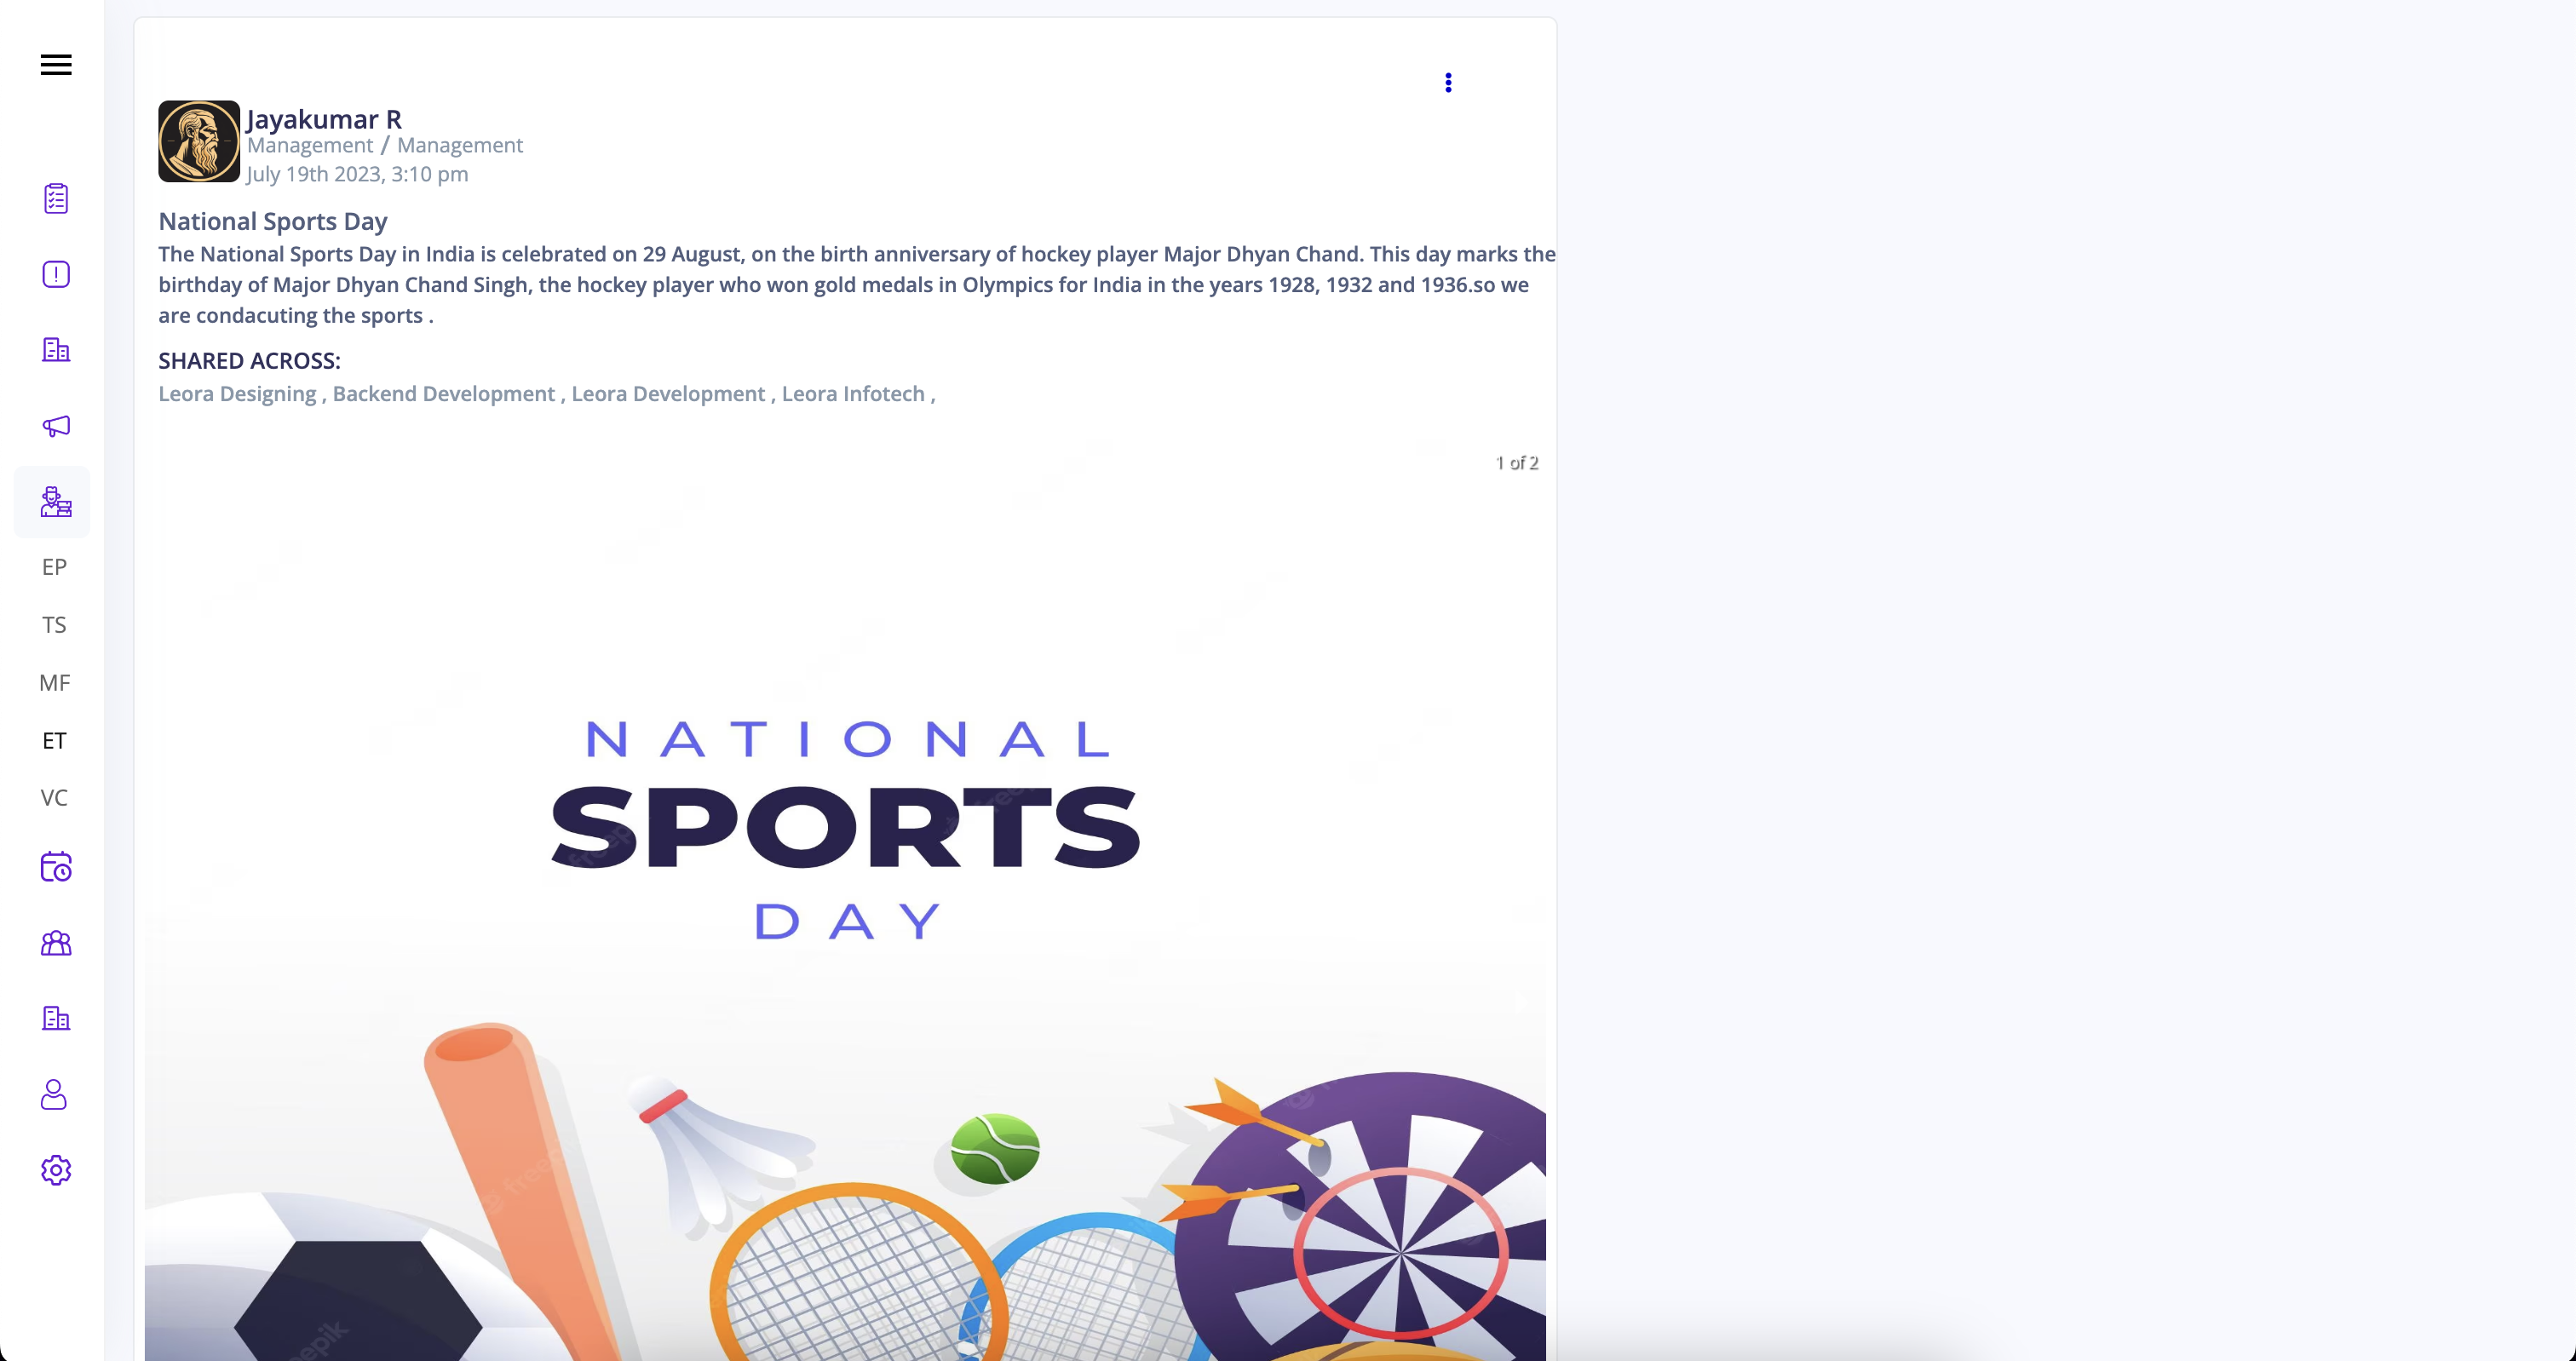 Jayakumar R
Management / Management
July 19th 2023, 3:10 pm
National Sports Day
The National Sports Day in India is celebrated on 29 August, on the birth anniversary of hockey player Major Dhyan Chand. This day marks the
birthday of Major Dhyan Chand Singh, the hockey player who won gold medals in Olympics for India in the years 1928, 1932 and 1936.so we
are condacuting the sports .
SHARED ACROSS:
Leora Designing , Backend Development , Leora Development , Leora Infotech ,
1 of 2
EP
TS
MF
ET
VC
NATIONAL
SPORTS
DAY